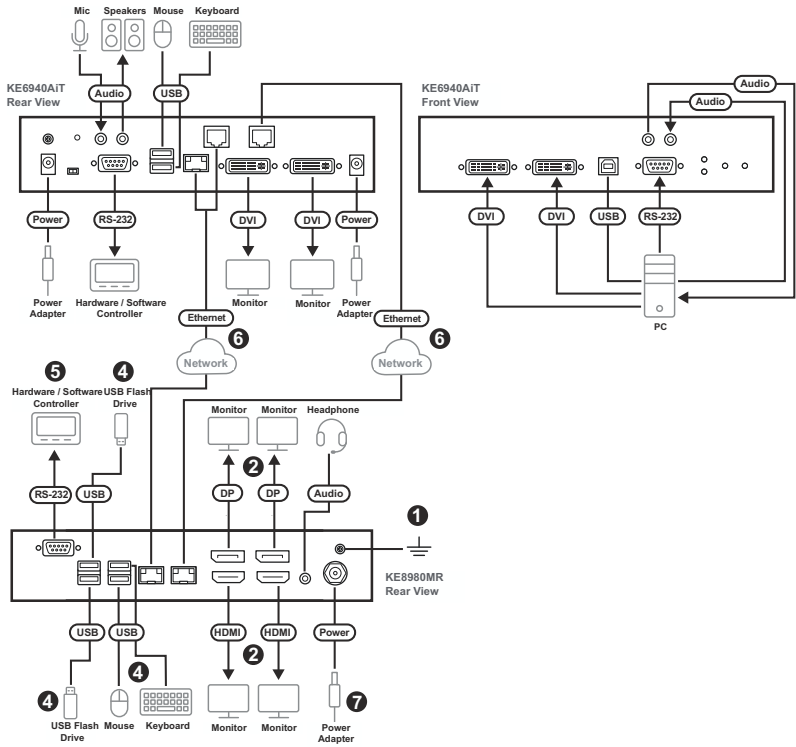 Mic Speakers Mouse Keyboard
KE6940AiT
Rear View
Audio
USB
Power
RS-232
DVI
DVI
Power
Power
Adapter
Hardware / Software
Controller
Monitor
Monitor
Power
Adapter
KE6940AiT
Front View
Audio
Audio
DVI
DVI
USB
RS-232
PC
Ethernet
6
Network
Ethernet
6
Network
5
Hardware / Software
Controller
4
USB Flash
Drive
Monitor
Monitor
Headphone
2
RS-232
USB
DP
DP
Audio
1
KE8980MR
Rear View
USB
USB
HDMI
HDMI
Power
2
4
4
7
USB Flash
Drive
Mouse
Keyboard
Monitor
Monitor
Power
Adapter